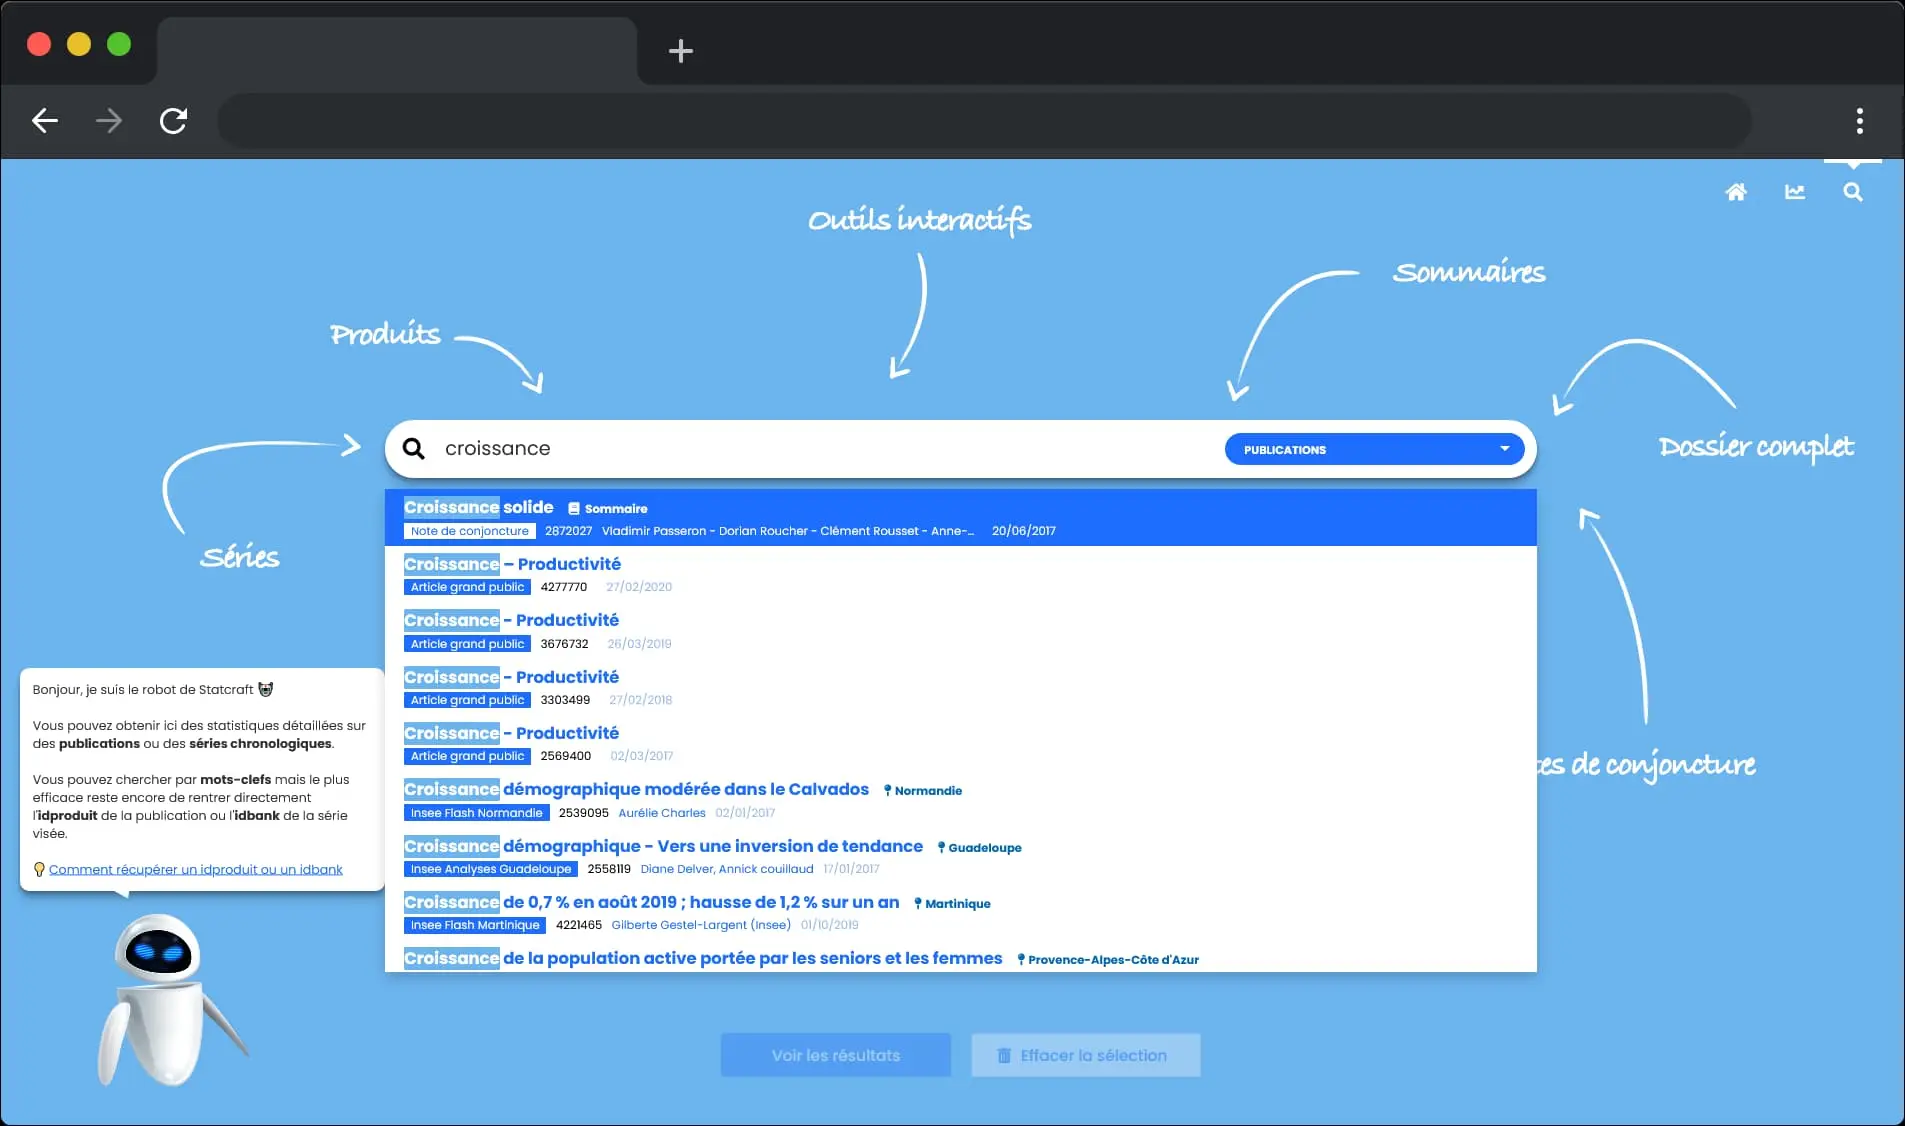 Outils interactifs
Sommaires
Produits
Dossier complet
Séries
croissance
PUBLICATIONS
Croissance solide Sommaire
Note de conjoncture 2872027 Vladimir Passeron - Dorian Roucher - Clément Rousset - Anne-... 20/06/2017
Croissance – Productivité
Article grand public 4277770 27/02/2020
Croissance - Productivité
Article grand public 3676732 26/03/2019
Croissance - Productivité
Article grand public 3303499 27/02/2018
Croissance - Productivité
Article grand public 2569400 02/03/2017
Croissance démographique modérée dans le Calvados Normandie
Insee Flash Normandie 2539095 Aurélie Charles 02/01/2017
Croissance démographique - Vers une inversion de tendance Guadeloupe
Insee Analyses Guadeloupe 2558119 Diane Delver, Annick couillaud 17/01/2017
Croissance de 0,7 % en août 2019 ; hausse de 1,2 % sur un an Martinique
Insee Flash Martinique 4221465 Gilberte Gestel-Largent (Insee) 01/10/2019
Croissance de la population active portée par les seniors et les femmes Provence-Alpes-Côte d'Azur
tes de conjoncture
Bonjour, je suis le robot de Statcraft
Vous pouvez obtenir ici des statistiques détaillées sur
des publications ou des séries chronologiques.
Vous pouvez chercher par mots-clefs mais le plus
efficace reste encore de rentrer directement
l'idproduit de la publication ou l'idbank de la série
visée.
Comment récupérer un idproduit ou un idbank
Voir les résultats
Effacer la sélection